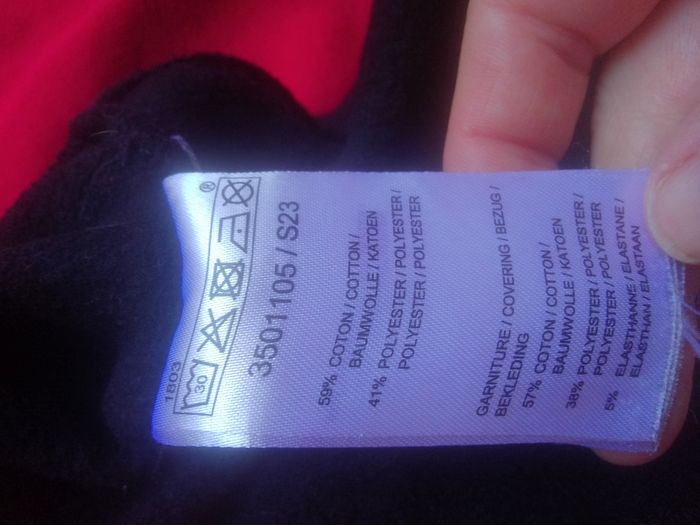 ®
1803
30
3501105 / S23
59% COTON / COTTON /
BAUMWOLLE / KATOEN
41% POLYESTER / POLYESTER /
POLYESTER / POLYESTER
GARNITURE / COVERING / BEZUG /
BEKLEDING
57% COTON / COTTON /
BAUMWOLLE / KATOEN
38% POLYESTER / POLYESTER /
POLYESTER / POLYESTER
5% ELASTHANNE / ELASTANE /
ELASTHAN / ELASTAAN